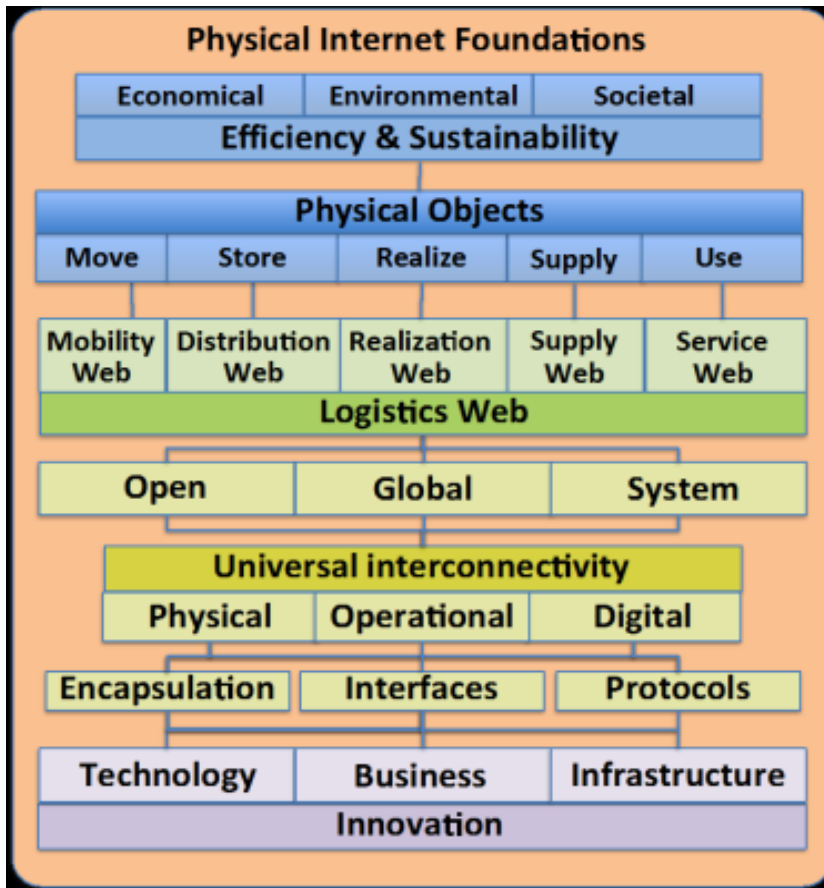 Physical Internet Foundations
Economical Environmental Societal
Efficiency & Sustainability
Physical Objects
Move Store Realize Supply Use
Mobility Distribution Realization Supply Service
Web Web Web Web Web
Logistics Web
Open Global System
Universal interconnectivity
Physical Operational Digital
Encapsulation Interfaces Protocols
Technology Business Infrastructure
Innovation